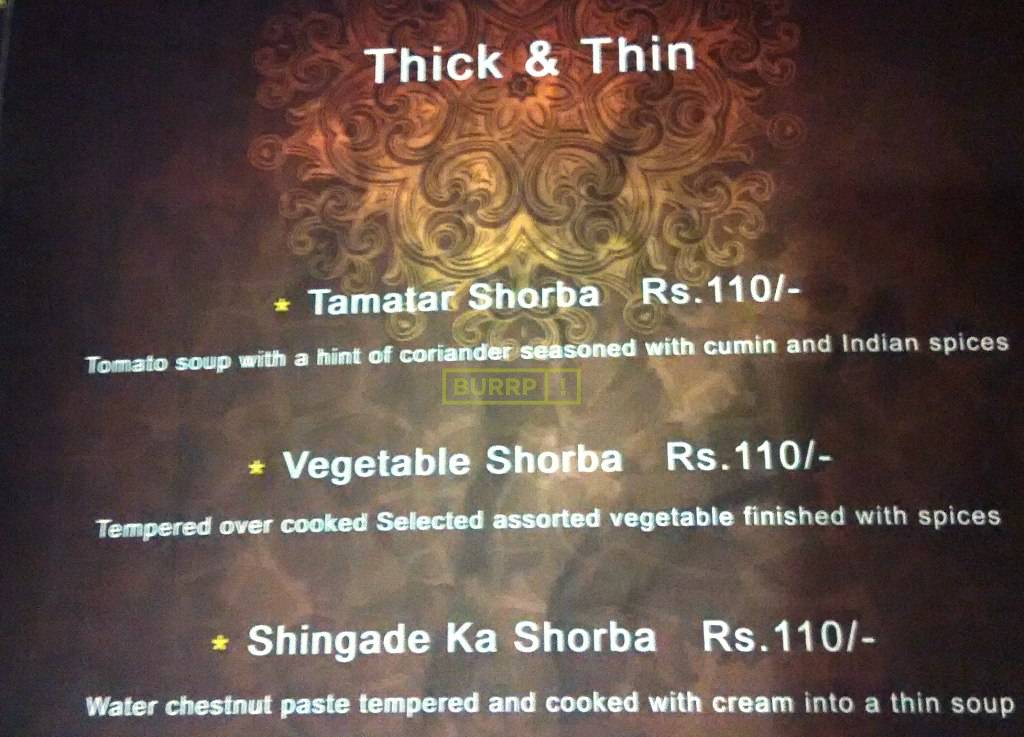 Thick & Thin
* Tamatar Shorba Rs.110/-
Tomato soup with a hint of coriander seasoned with cumin and Indian spices
BURRP !
* Vegetable Shorba Rs.110/-
Tempered over cooked Selected assorted vegetable finished with spices
* Shingade Ka Shorba Rs.110/-
Water chestnut paste tempered and cooked with cream into a thin soup